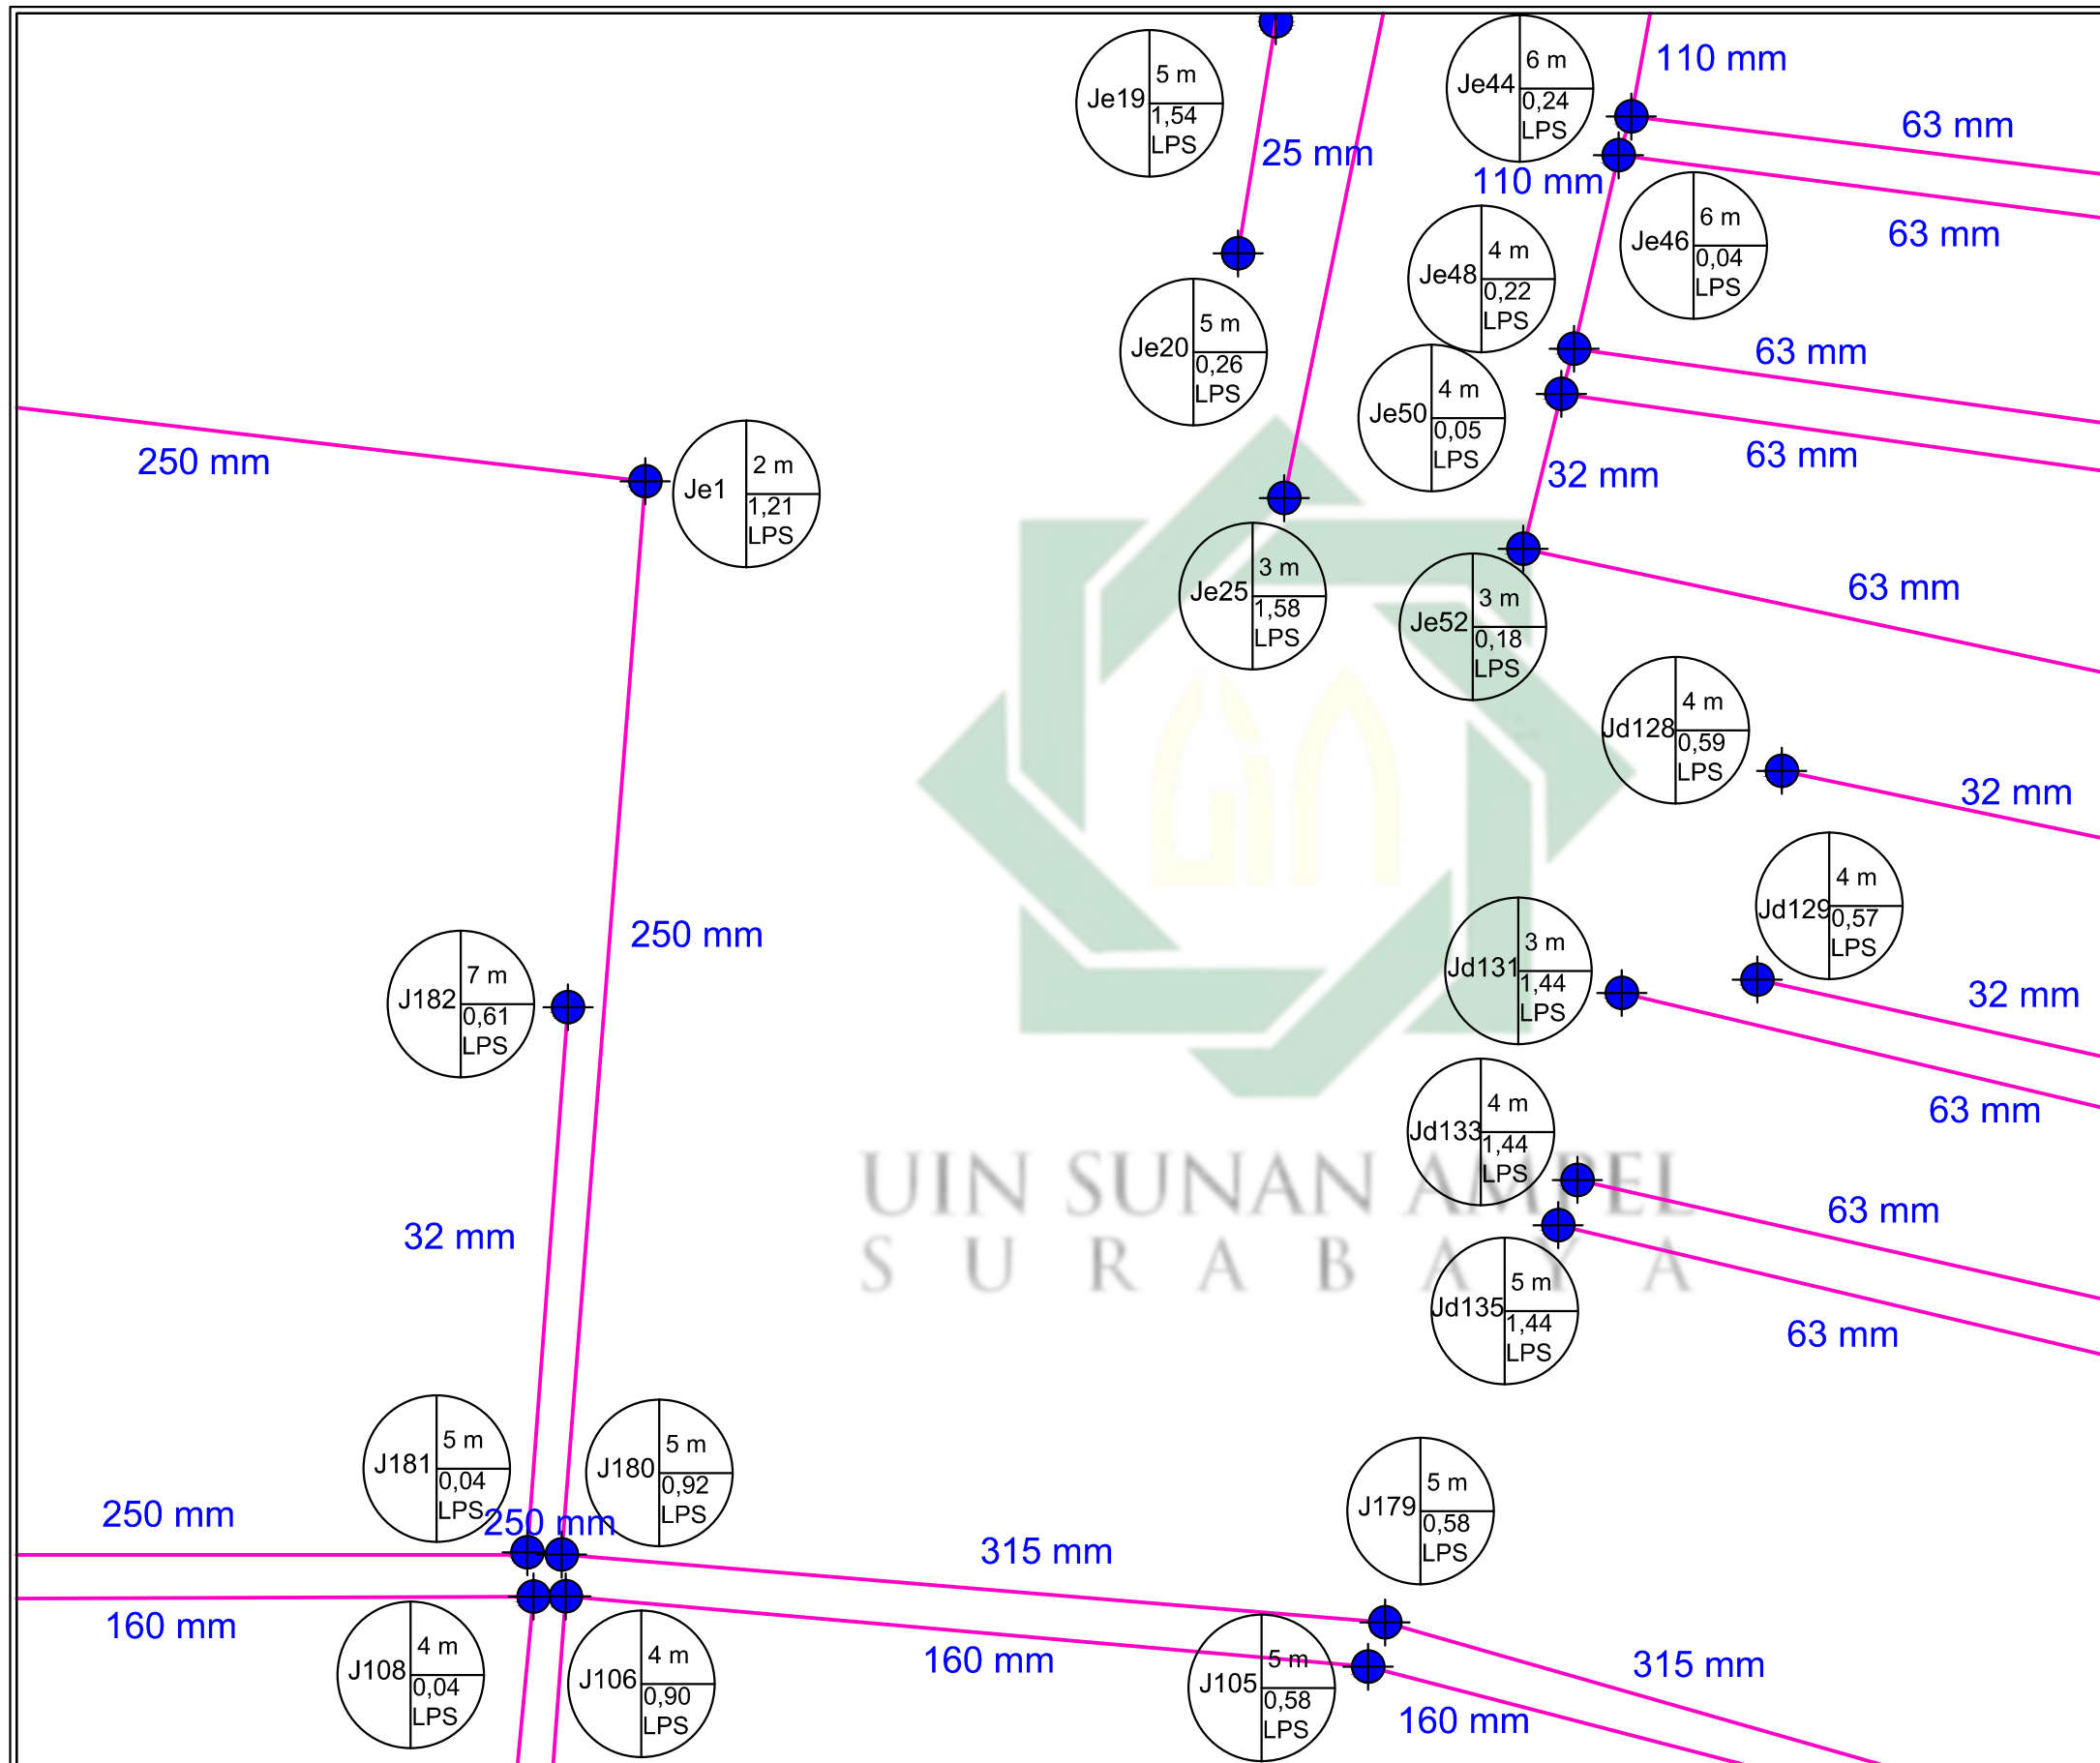 110 mm
Je19
5 m
1,54
LPS
Je44
6 m
0,24
LPS
63 mm
25 mm
110 mm
63 mm
Je46
6 m
0,04
LPS
Je48
4 m
0,22
LPS
Je20
5 m
0,26
LPS
63 mm
Je50
4 m
0,05
LPS
63 mm
32 mm
250 mm
Je1
2 m
1,21
LPS
Je25
3 m
1,58
LPS
Je52
3 m
0,18
LPS
63 mm
Jd128
4 m
0,59
LPS
32 mm
Jd129
4 m
0,57
LPS
250 mm
Jd131
3 m
1,44
LPS
32 mm
J182
7 m
0,61
LPS
63 mm
Jd133
4 m
1,44
LPS
UIN SUNAN AMPEL
SURABAYA
63 mm
32 mm
Jd135
5 m
1,44
LPS
63 mm
J181
5 m
0,04
LPS
J180
5 m
0,92
LPS
J179
5 m
0,58
LPS
250 mm
250 mm
315 mm
160 mm
J108
4 m
0,04
LPS
J106
4 m
0,90
LPS
160 mm
J105
5 m
0,58
LPS
315 mm
160 mm